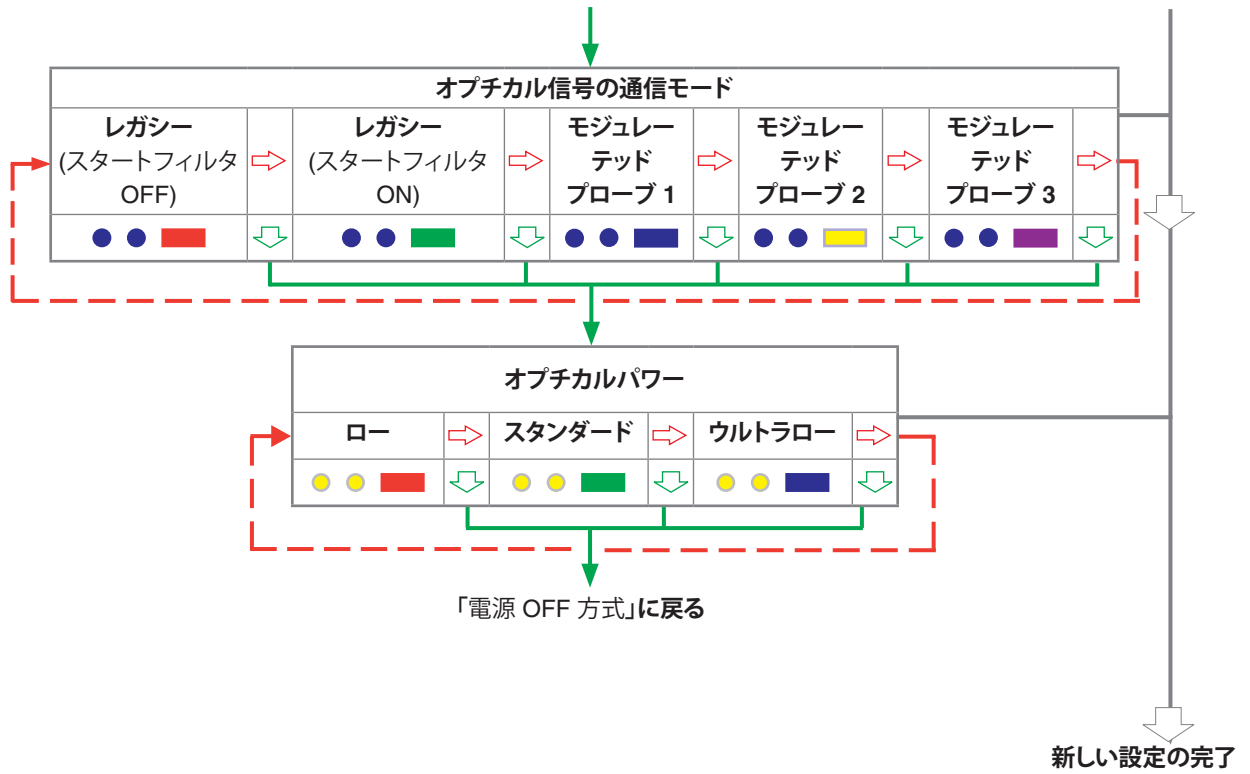 オプチカル信号の通信モード
レガシー
(スタートフィルタ
OFF)
レガシー
(スタートフィルタ
ON)
モジュレー
テッド
プローブ 1
モジュレー
テッド
プローブ 2
モジュレー
テッド
プローブ 3
オプチカルパワー
ロー
スタンダード
ウルトラロー
「電源 OFF 方式」に戻る
新しい設定の完了